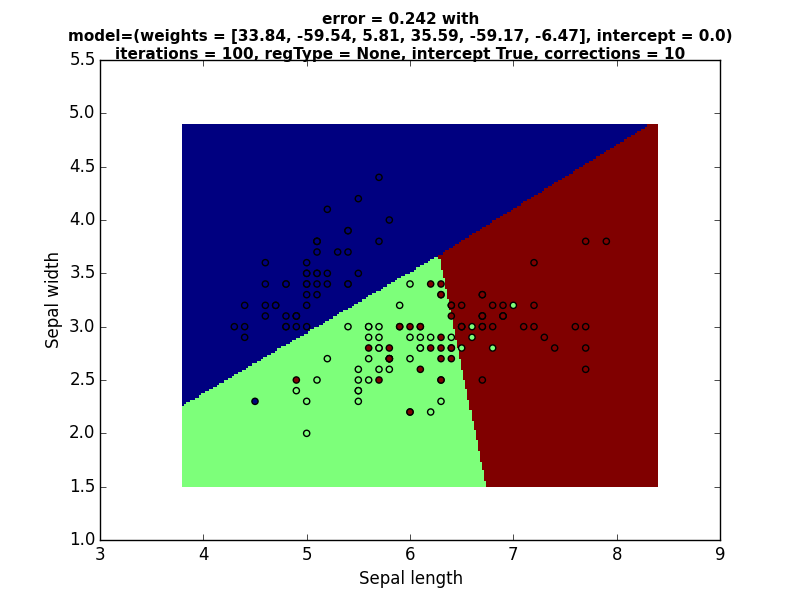 error = 0.242 with
model=(weights = [33.84, -59.54, 5.81, 35.59, -59.17, -6.47], intercept = 0.0)
iterations = 100, regType = None, intercept True, corrections = 10
5.5
5.0
4.5
4.0
3.5
3.0
2.5
2.0
1.5
1.0
Sepal width
3 4 5 6 7 8 9
Sepal length